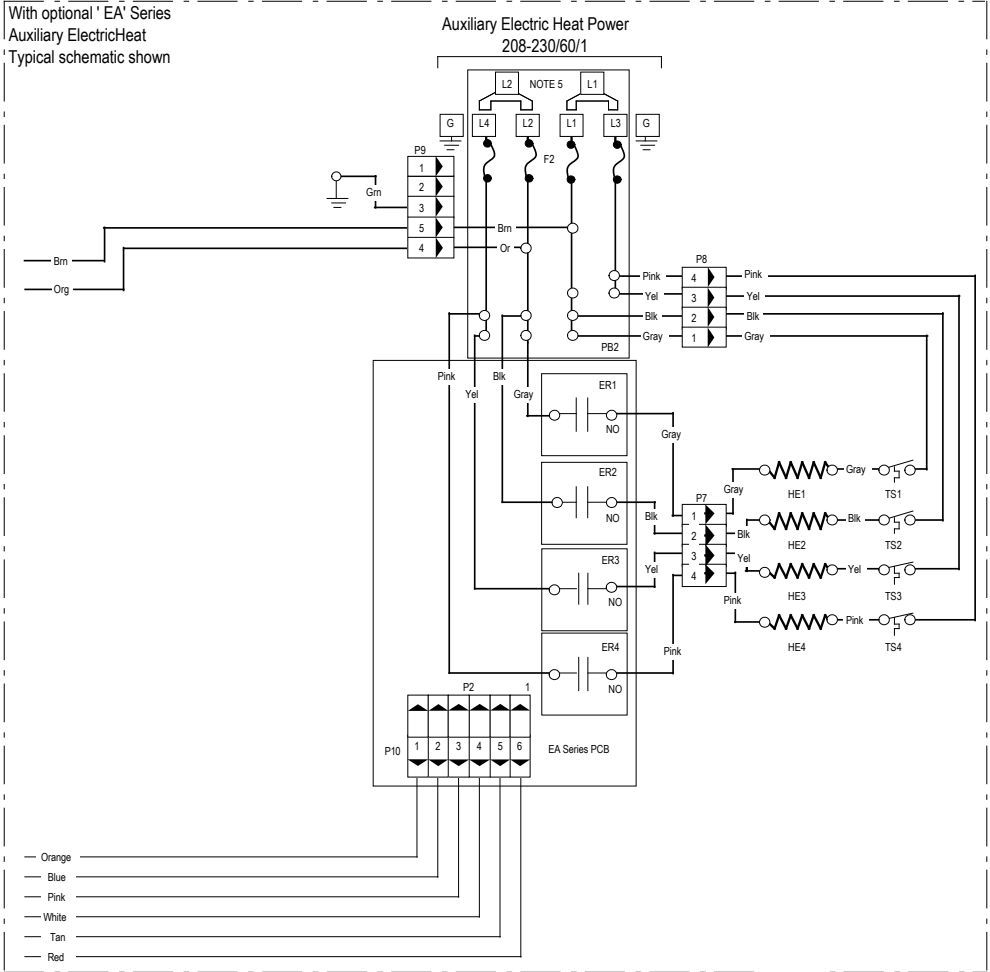 With optional ' EA' Series
Auxiliary ElectricHeat
Typical schematic shown
Auxiliary Electric Heat Power
208-230/60/1
L2 NOTE 5 L1
G L4 L2 L1 L3 G
F2
P9
1
2
3
5
4
Grn
Brn
Or
Brn
Org
P8
Pink 4 Pink
Yel 3 Yel
Blk 2 Blk
Gray 1 Gray
PB2
Pink
Yel
Blk
Gray
ER1
NO
Gray
ER2
NO
Blk
ER3
NO
Yel
ER4
NO
Pink
P7
1
2
3
4
Gray
Blk
Yel
Pink
Gray
HE1 TS1
Blk
HE2 TS2
Yel
HE3 TS3
Pink
HE4 TS4
P2 1
P10 1 2 3 4 5 6
EA Series PCB
Orange
Blue
Pink
White
Tan
Red